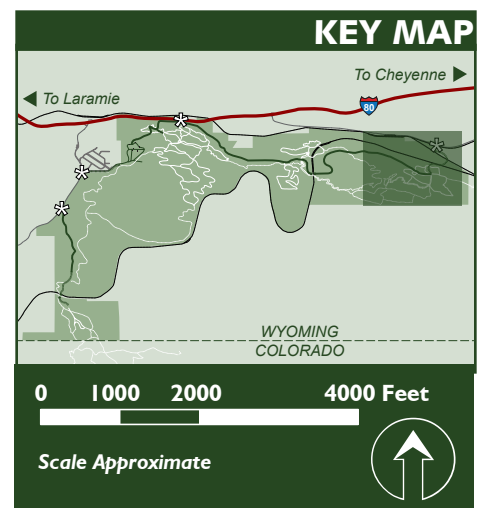 KEY MAP
To Cheyenne
To Laramie
80
WYOMING
COLORADO
0 1000 2000 4000 Feet
Scale Approximate